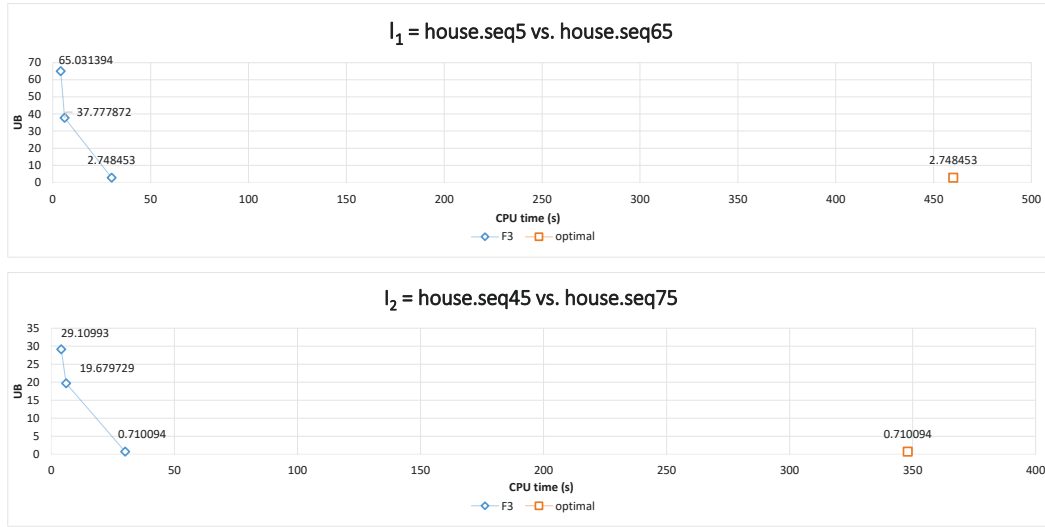 I1 = house.seq5 vs. house.seq65
70
65.031394
60
50
40
37.777872
30
20
10
2.748453
2.748453
0
UB
0 50 100 150 200 250 300 350 400 450 500
CPU time (s)
F3 optimal
I2 = house.seq45 vs. house.seq75
35
29.10993
30
25
19.679729
20
15
10
5
0.710094
0.710094
0
UB
0 50 100 150 200 250 300 350 400
CPU time (s)
F3 optimal